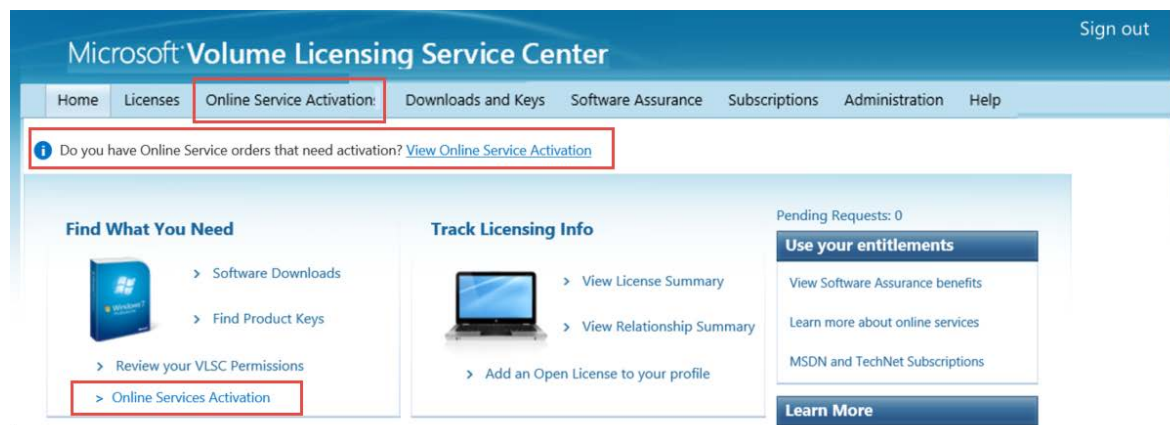 Sign out
Microsoft Volume Licensing Service Center
Home Licenses Online Service Activation: Downloads and Keys Software Assurance Subscriptions Administration Help
Do you have Online Service orders that need activation? View Online Service Activation
Find What You Need
> Software Downloads
> Find Product Keys
> Review your VLSC Permissions
> Online Services Activation
Track Licensing Info
> View License Summary
> View Relationship Summary
> Add an Open License to your profile
Pending Requests: 0
Use your entitlements
View Software Assurance benefits
Learn more about online services
MSDN and TechNet Subscriptions
Learn More